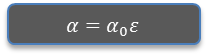 α = α₀ε